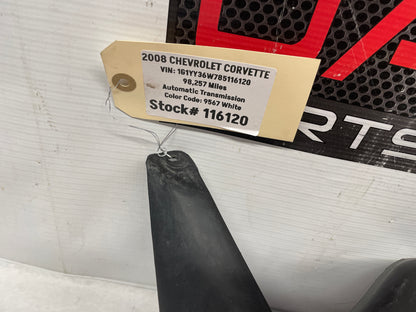 2008 CHEVROLET CORVETTE
VIN: 1G1YY36W785116120
98,257 Miles
Automatic Transmission
Color Code: 9567 White
Stock# 116120
RTS